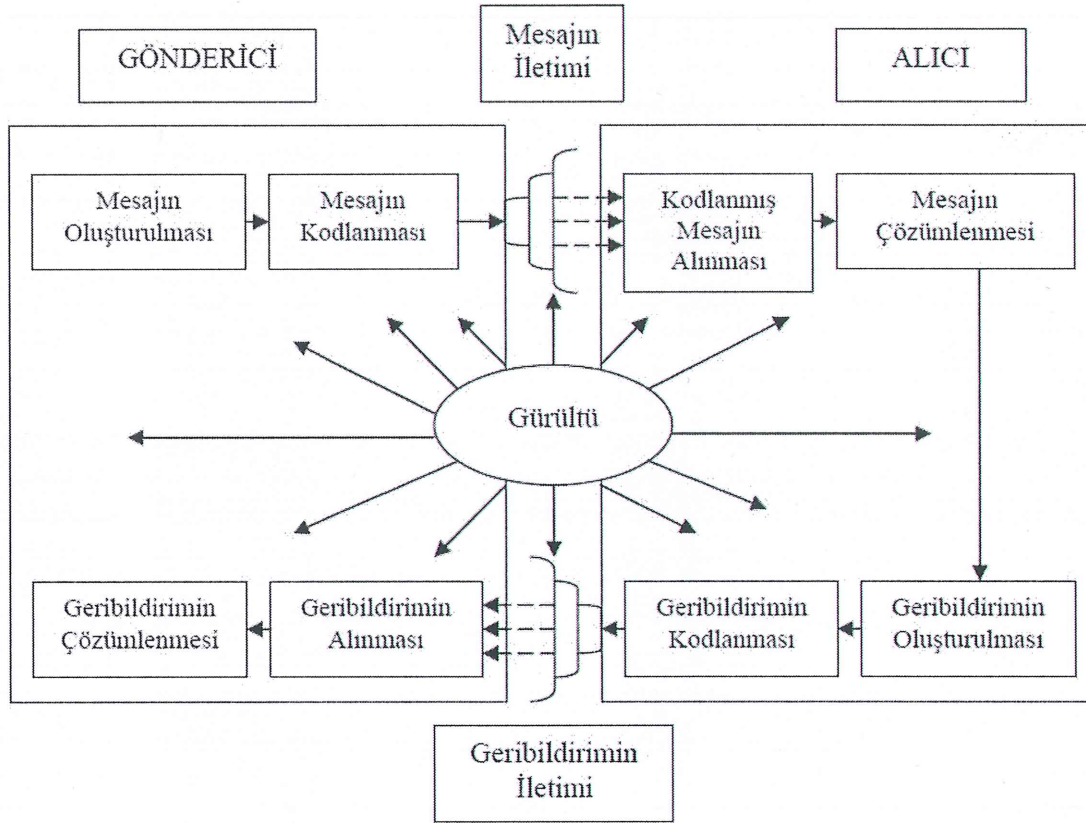 GÖNDERİCİ
Mesajın
İletimi
ALICI
Mesajın
Oluşturulması
Mesajın
Kodlanması
Kodlanmış
Mesajın
Alınması
Mesajın
Çözümlenmesi
Gürültü
Geribildirimin
Çözümlenmesi
Geribildirimin
Alınması
Geribildirimin
Kodlanması
Geribildirimin
Oluşturulması
Geribildirimin
İletimi